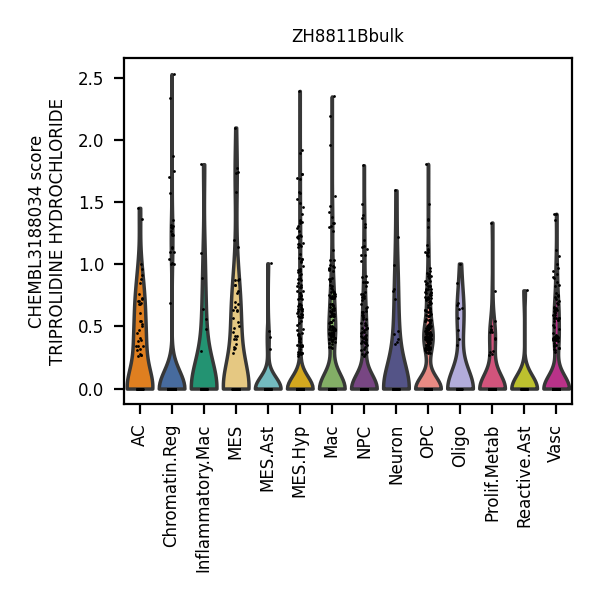 ZH8811Bbulk
CHEMBL3188034 score
TRIPROLIDINE HYDROCHLORIDE
2.5
2.0
1.5
1.0
0.5
0.0
AC
Chromatin.Reg
Inflammatory.Mac
MES
MES.Ast
MES.Hyp
Mac
NPC
Neuron
OPC
Oligo
Prolif.Metab
Reactive.Ast
Vasc